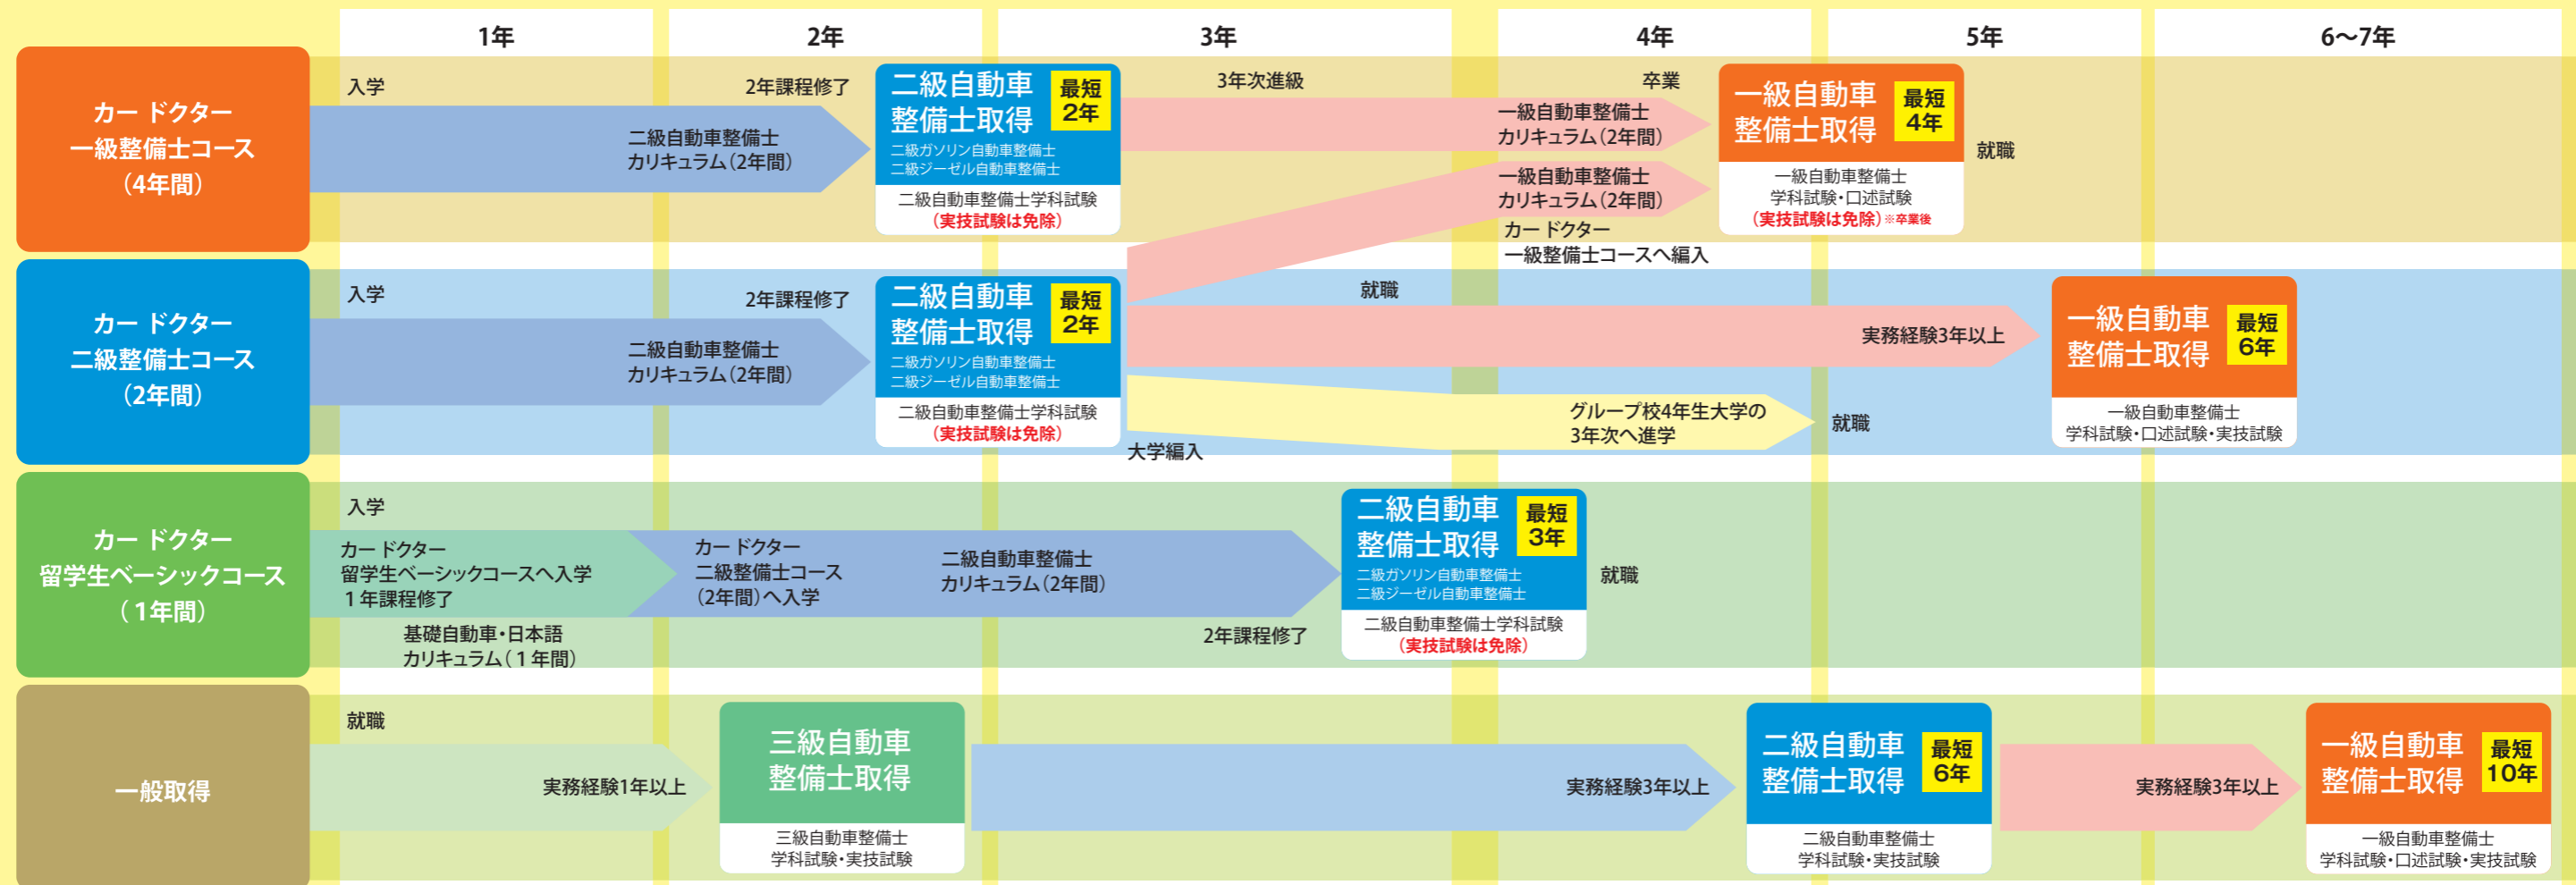 1年
2年
3年
4年
5年
6〜7年
カー ドクター
一級整備士コース
（4年間）
入学
二級自動車整備士
カリキュラム（2年間）
2年課程修了
二級自動車
整備士取得
最短
2年
二級ガソリン自動車整備士
二級ジーゼル自動車整備士
二級自動車整備士学科試験
（実技試験は免除）
3年次進級
一級自動車整備士
カリキュラム（2年間）
卒業
一級自動車整備士
カリキュラム（2年間）
カー ドクター
一級整備士コースへ編入
一級自動車
整備士取得
最短
4年
一級自動車整備士
学科試験・口述試験
（実技試験は免除）※卒業後
就職
カー ドクター
二級整備士コース
（2年間）
入学
二級自動車整備士
カリキュラム（2年間）
2年課程修了
二級自動車
整備士取得
最短
2年
二級ガソリン自動車整備士
二級ジーゼル自動車整備士
二級自動車整備士学科試験
（実技試験は免除）
就職
実務経験3年以上
大学編入
グループ校4年生大学の
3年次へ進学
就職
一級自動車
整備士取得
最短
6年
一級自動車整備士
学科試験・口述試験・実技試験
カー ドクター
留学生ベーシックコース
（１年間）
入学
カー ドクター
留学生ベーシックコースへ入学
１年課程修了
基礎自動車・日本語
カリキュラム（１年間）
カー ドクター
二級整備士コース
（2年間）へ入学
二級自動車整備士
カリキュラム（2年間）
2年課程修了
二級自動車
整備士取得
最短
3年
二級ガソリン自動車整備士
二級ジーゼル自動車整備士
二級自動車整備士学科試験
（実技試験は免除）
就職
一般取得
就職
実務経験1年以上
三級自動車
整備士取得
三級自動車整備士
学科試験・実技試験
実務経験3年以上
二級自動車
整備士取得
最短
6年
二級自動車整備士
学科試験・実技試験
実務経験3年以上
一級自動車
整備士取得
最短
10年
一級自動車整備士
学科試験・口述試験・実技試験